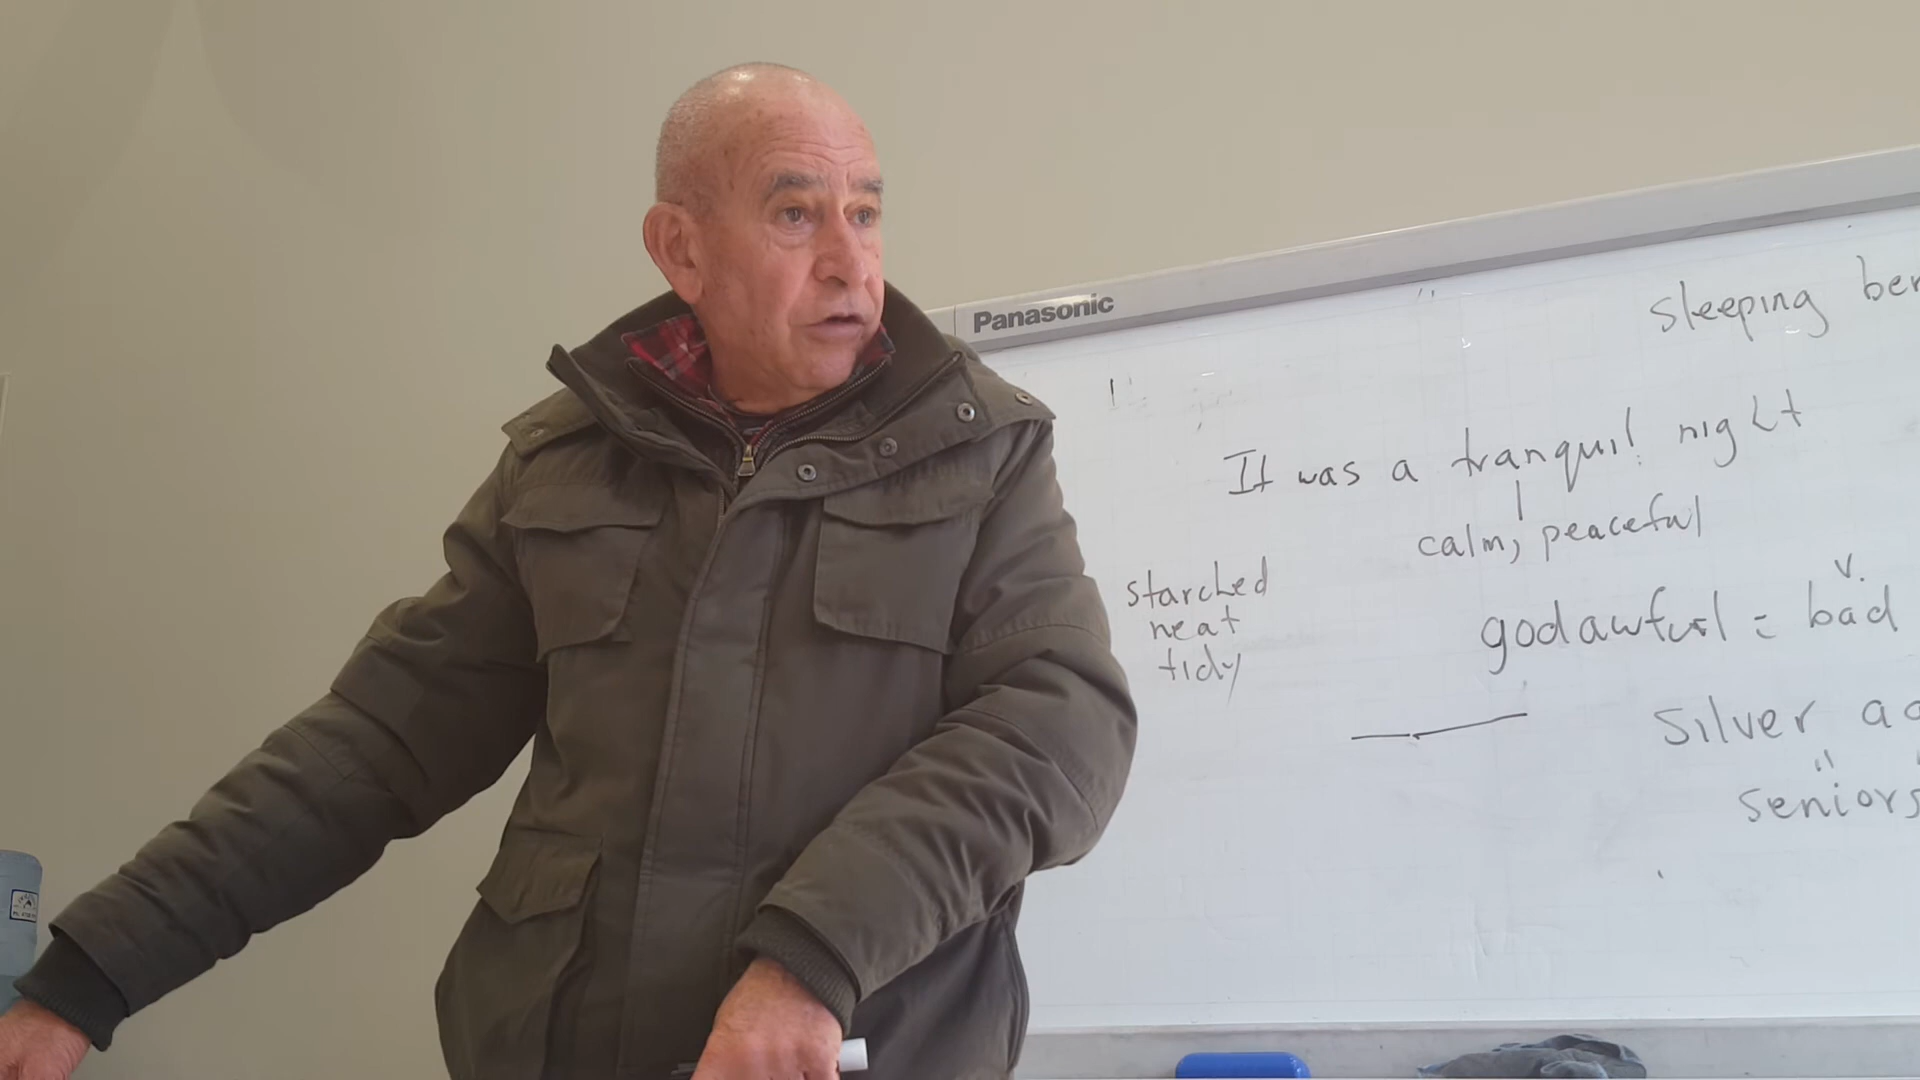 Panasonic
sleeping
It was a tranquil night
calm, peaceful
starched
neat
tidy
v.
godawful = bad
silver
seniors